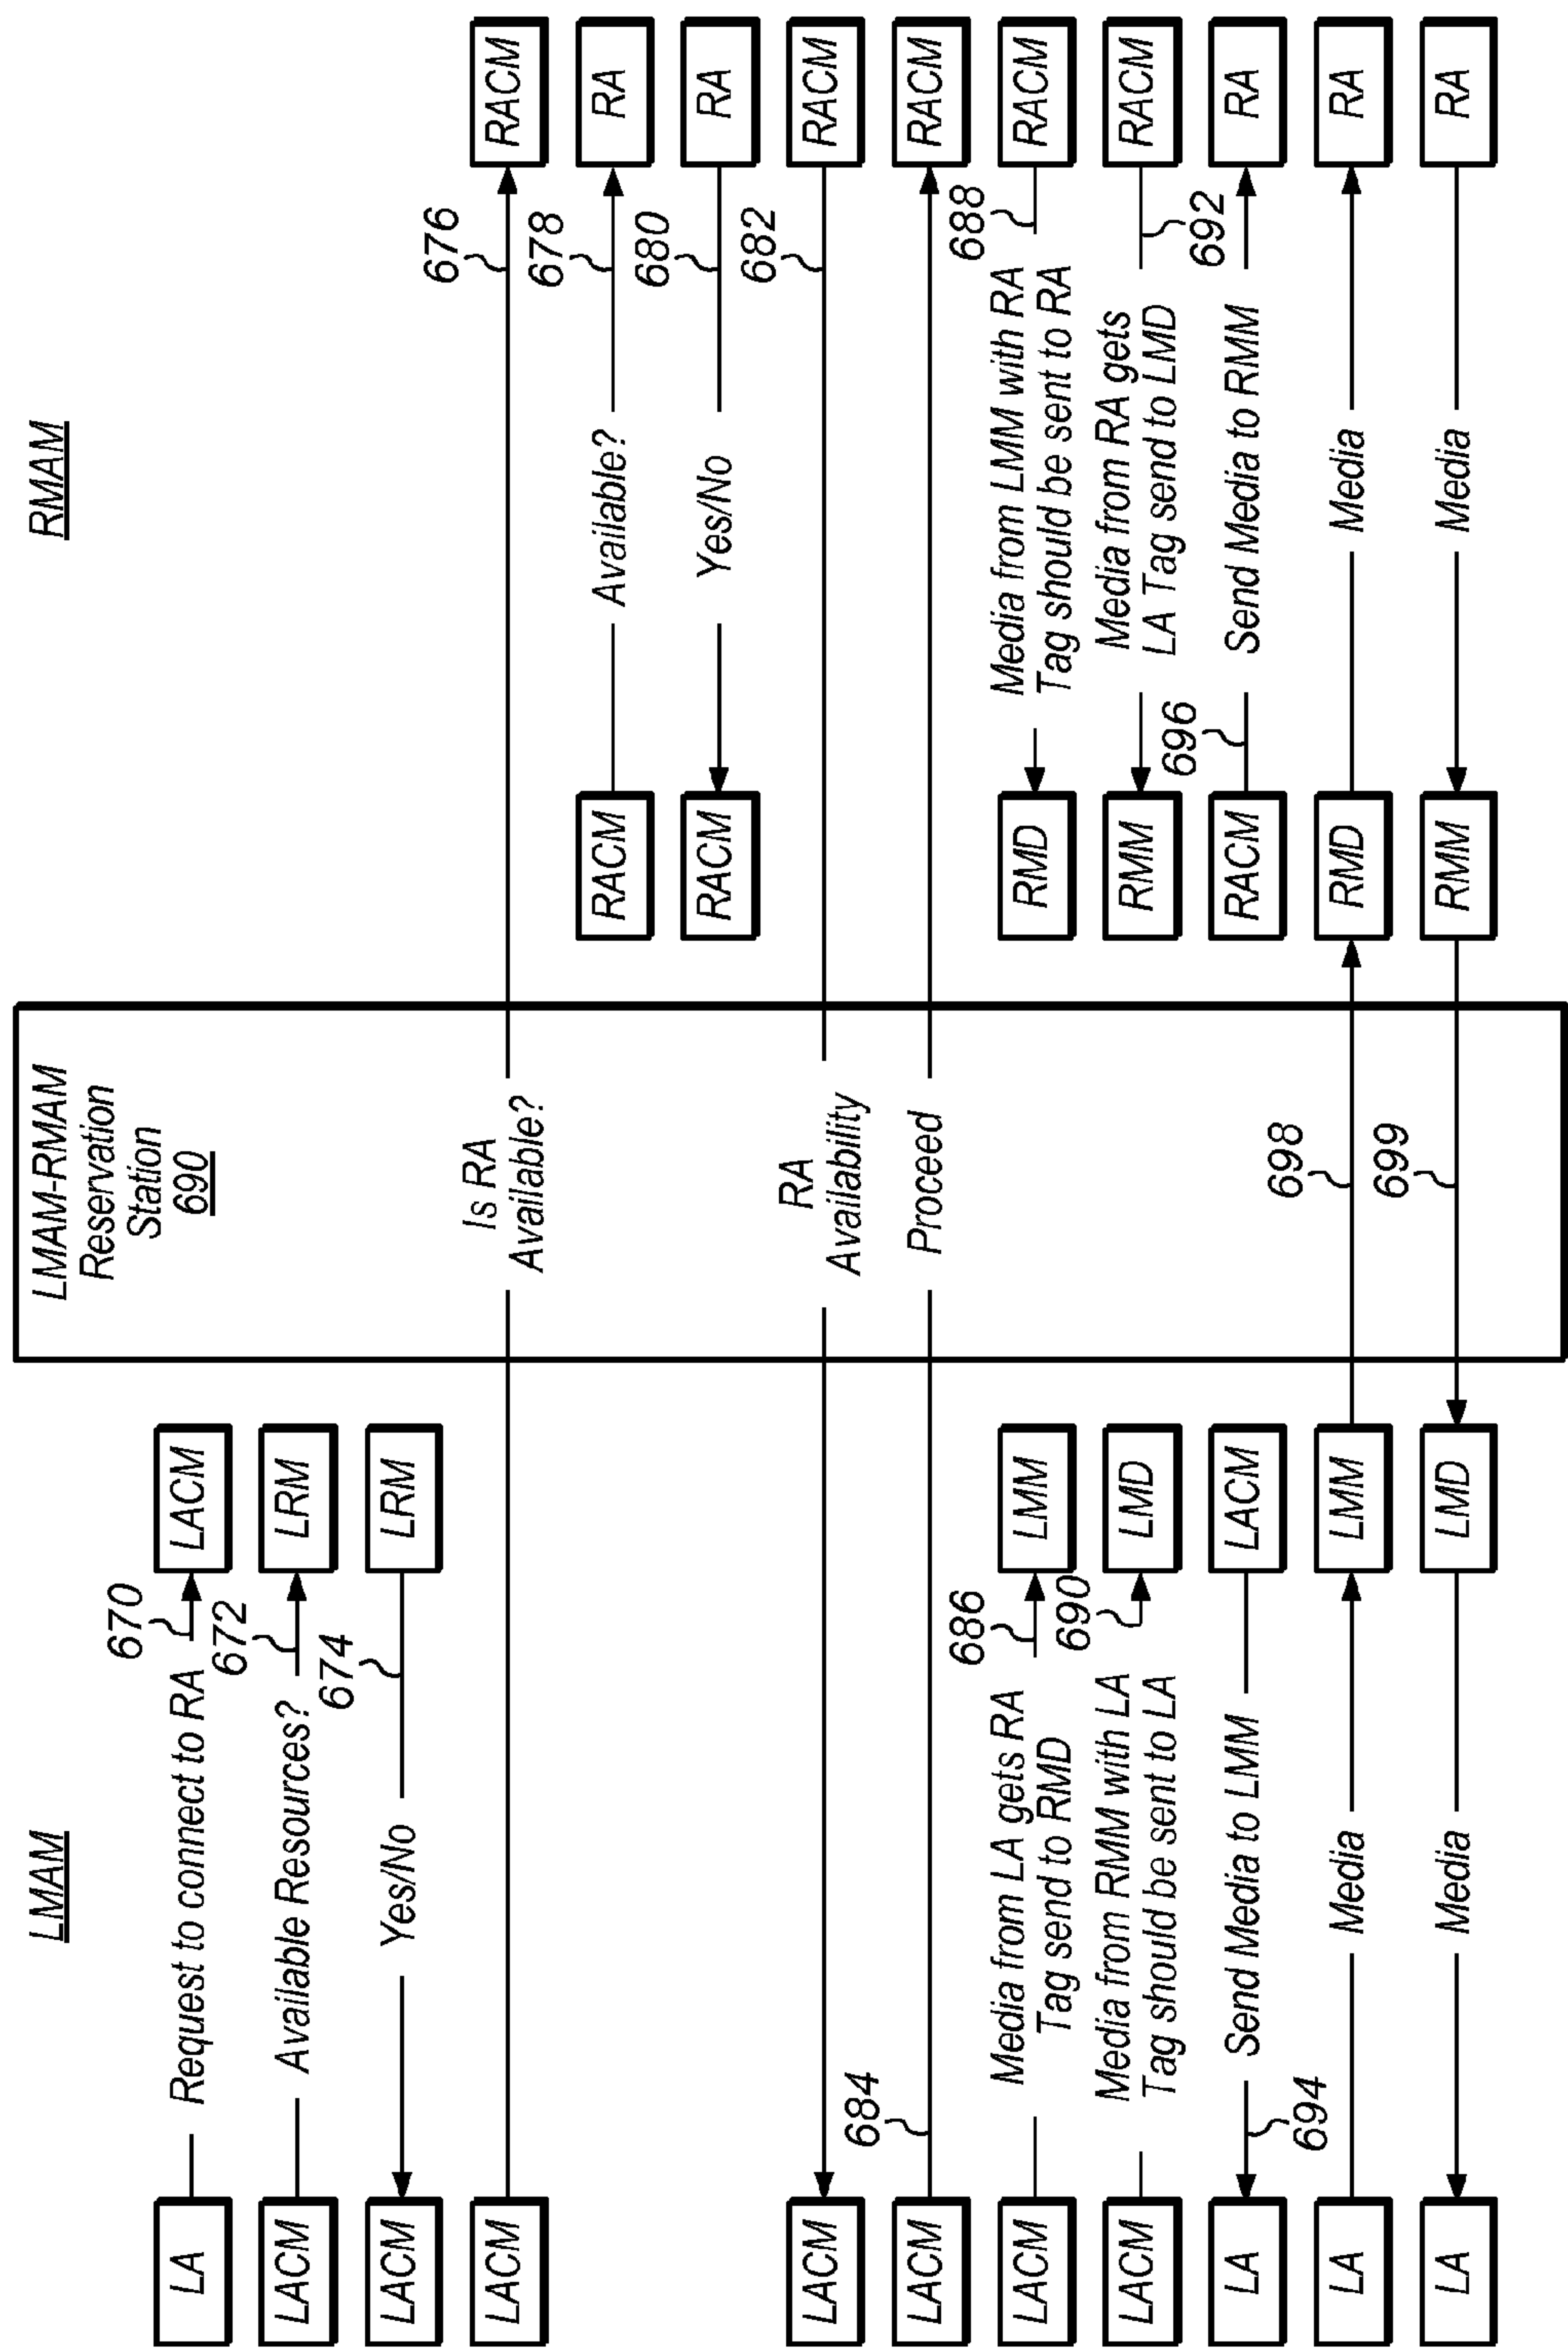 LMAM
RMAM
LMAM-RMAM
Reservation
Station
690
LA
Request to connect to RA
670
LACM
LACM
Available Resources?
672
LRM
LACM
Yes/No
674
LRM
LACM
Is RA
Available?
676
RACM
RACM
Available?
678
RA
RACM
Yes/No
680
RA
LACM
RA
Availability
682
RACM
684
LACM
Proceed
RACM
LACM
Media from LA gets RA
Tag send to RMD
686
LMM
RMD
Media from LMM with RA
Tag should be sent to RA
688
RACM
LACM
Media from RMM with LA
Tag should be sent to LA
690
LMD
RMM
Media from RA gets
LA Tag send to LMD
692
RACM
LA
694
Send Media to LMM
LACM
RACM
696
Send Media to RMM
RA
LA
Media
LMM
698
RMD
Media
RA
LA
Media
LMD
699
RMM
Media
RA